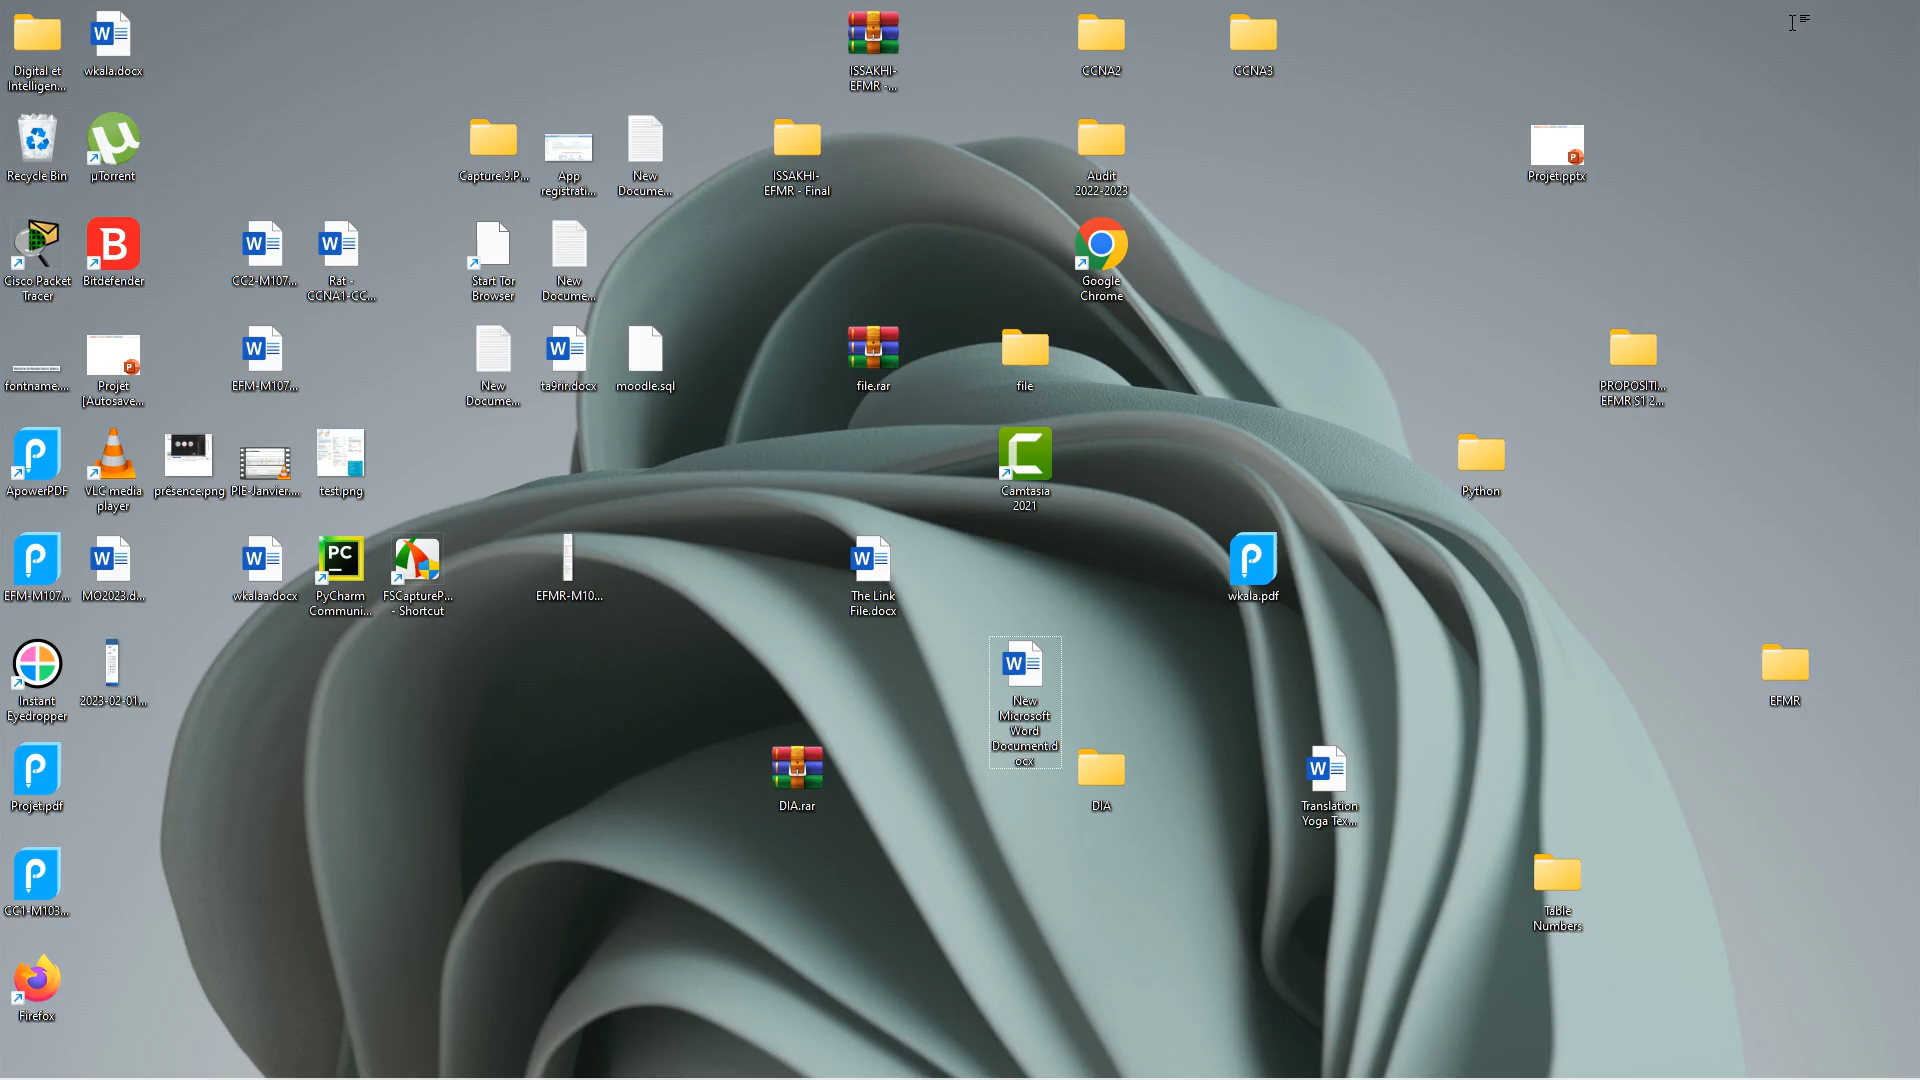 Digital et
Intelligen...
wkala.docx
ISSAKHI-
EFMR -...
CCNA2
CCNA3
Recycle Bin
µTorrent
Capture.9.P...
App
registrati...
New
Docume...
ISSAKHI-
EFMR - Final
Audit
2022-2023
Projet.pptx
Cisco Packet
Tracer
Bitdefender
CC2-M107...
Rat -
CCNA1-CC...
Start Tor
Browser
New
Docume...
Google
Chrome
fontname....
Projet
[Autosave...
EFM-M107...
New
Docume...
ta9rir.docx
moodle.sql
file.rar
file
PROPOSITI...
EFMR S1 2...
ApowerPDF
VLC media
player
présence.png
PIE-Janvier....
test.png
Camtasia
2021
Python
EFM-M107...
MO2023.d...
wkalaa.docx
PyCharm
Communi...
FSCaptureP...
- Shortcut
EFMR-M10...
The Link
File.docx
wkala.pdf
Instant
Eyedropper
2023-02-01...
New
Microsoft
Word
Document.d
ocx
EFMR
Projet.pdf
DIA.rar
DIA
Translation
Yoga Tex...
CC1-M103...
Table
Numbers
Firefox